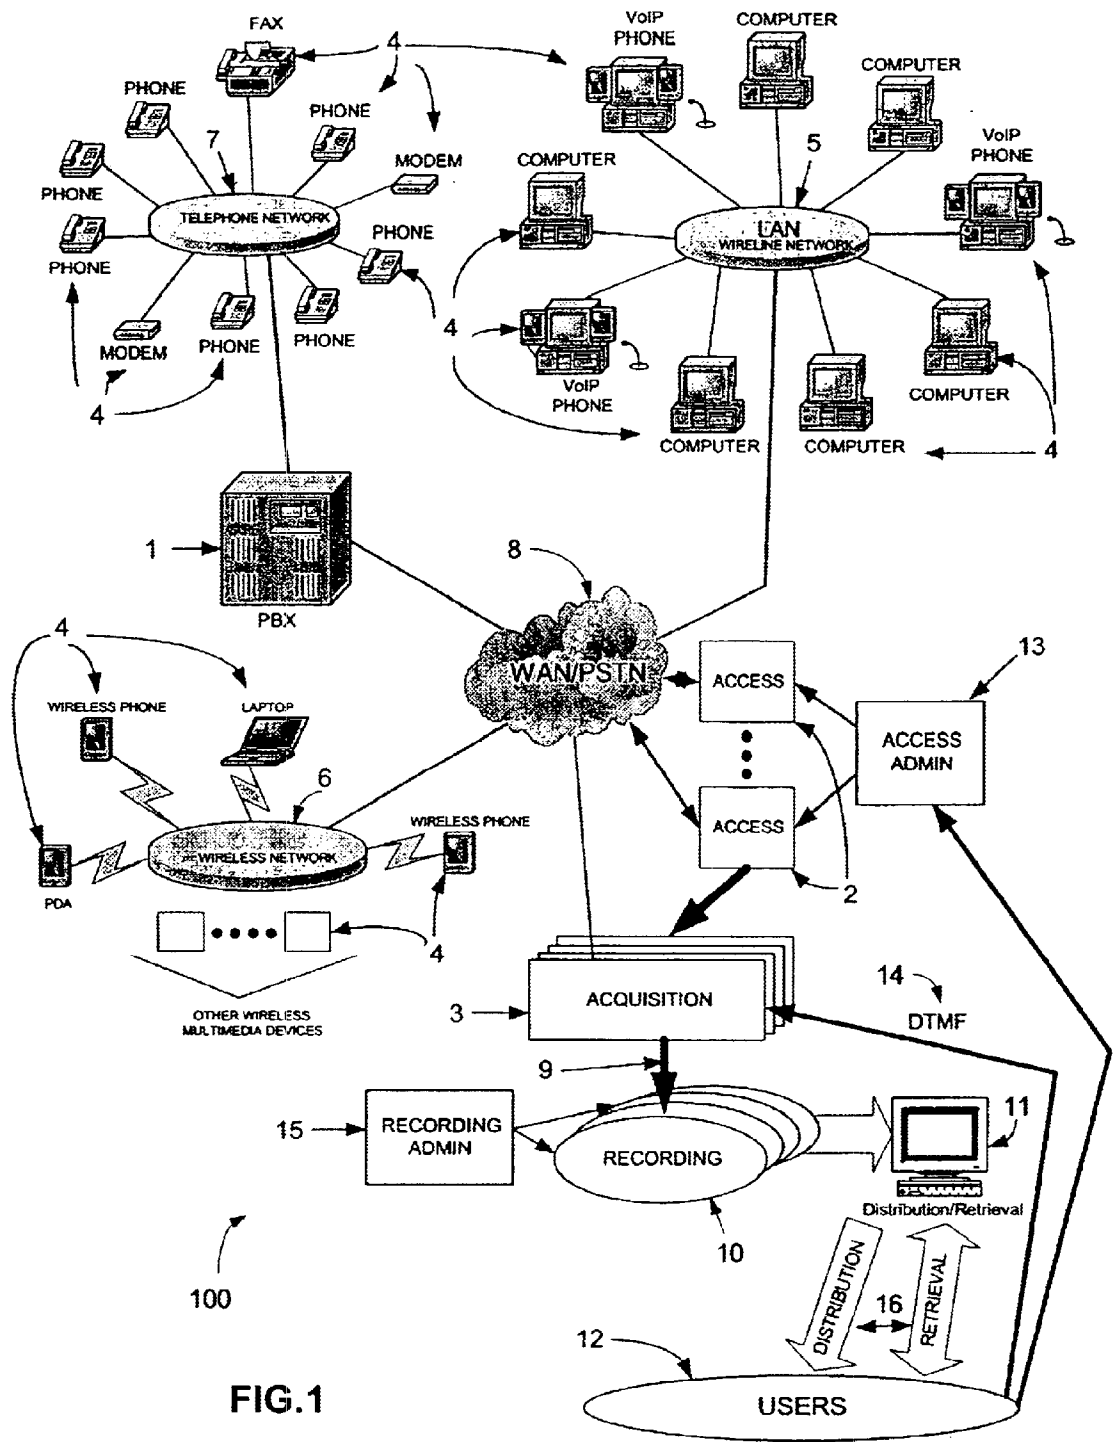 FAX
4
VoIP
PHONE
COMPUTER
COMPUTER
PHONE
PHONE
7
PHONE
MODEM
TELEPHONE NETWORK
PHONE
PHONE
MODEM
PHONE
PHONE
4
4
COMPUTER
5
VoIP
PHONE
LAN
WIRELINE NETWORK
VoIP
PHONE
COMPUTER
COMPUTER
COMPUTER
4
1
PBX
8
WAN/PSTN
4
WIRELESS PHONE
LAPTOP
6
WIRELESS NETWORK
WIRELESS PHONE
PDA
4
OTHER WIRELESS
MULTIMEDIA DEVICES
ACCESS
13
ACCESS
ADMIN
ACCESS
2
3
ACQUISITION
14
DTMF
9
15
RECORDING
ADMIN
RECORDING
10
11
Distribution/Retrieval
100
DISTRIBUTION
16
RETRIEVAL
12
USERS
FIG.1